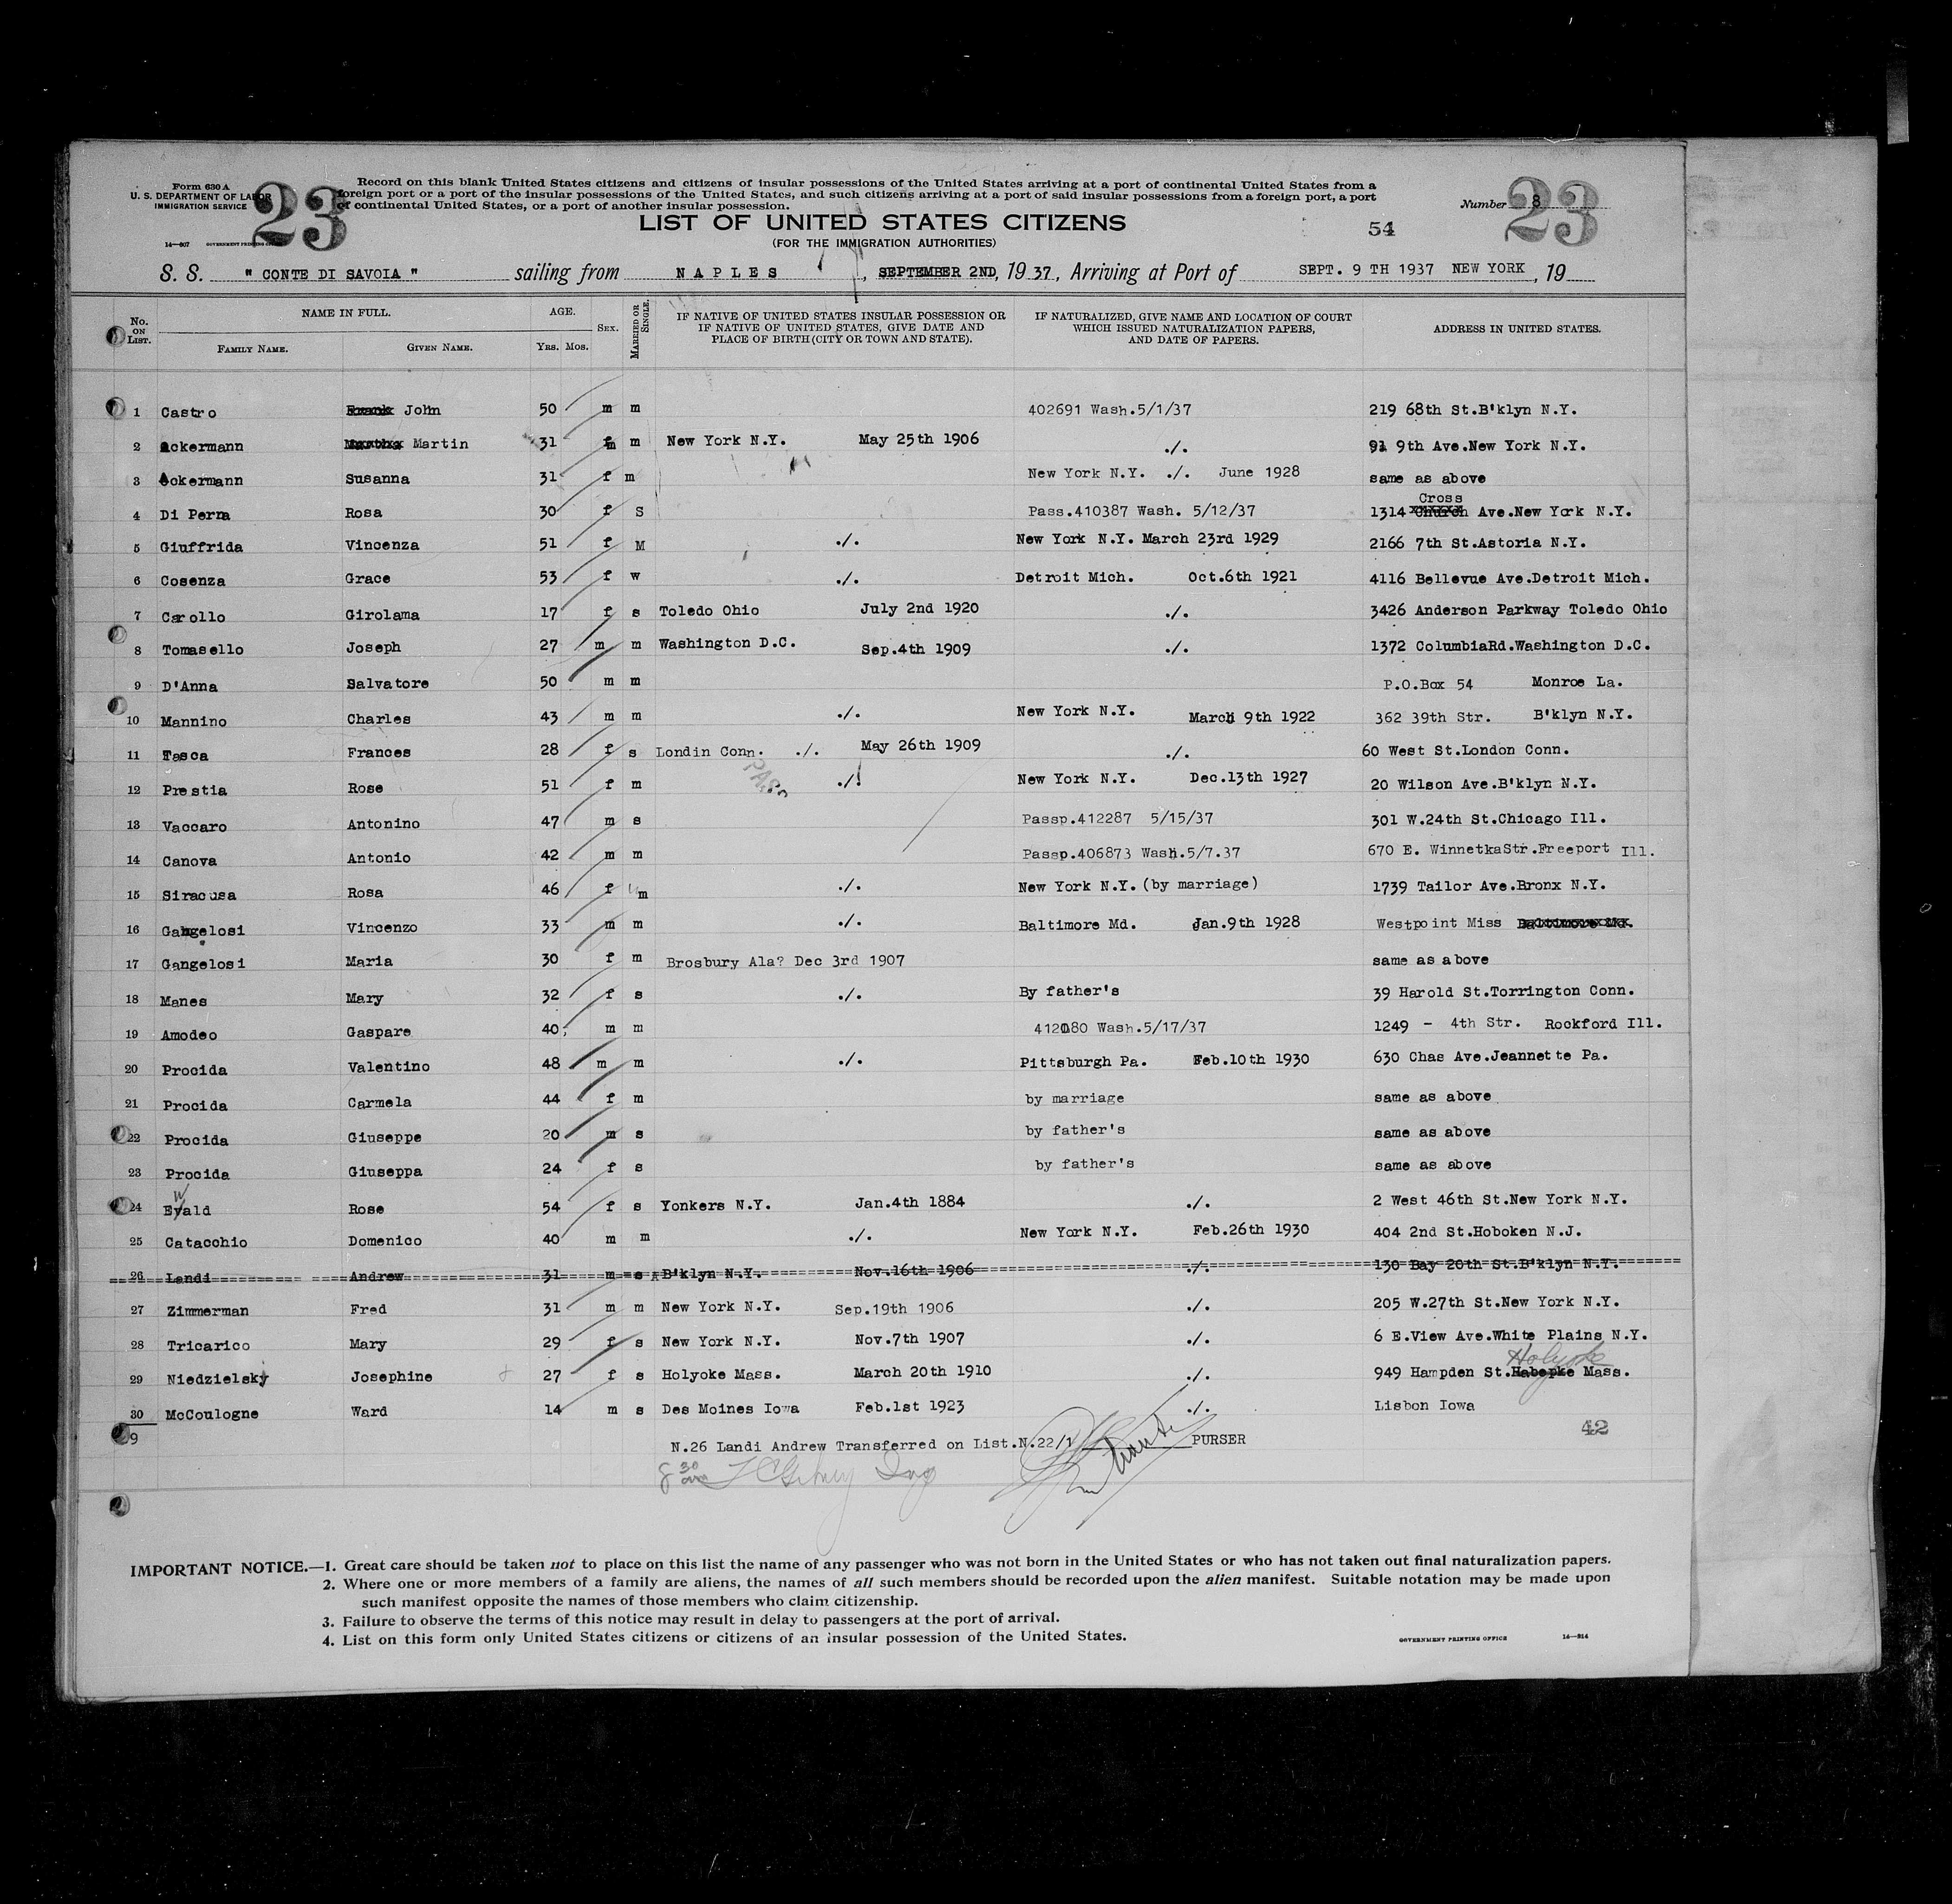 Form 630 A
U. S. DEPARTMENT OF LABOR
IMMIGRATION SERVICE
14—607 GOVERNMENT PRINTING
23
Record on this blank United States citizens and citizens of insular possessions of the United States arriving at a port of continental United States from a
foreign port or a port of the insular possessions of the United States, and such citizens arriving at a port of said insular possessions from a foreign port, a port
of continental United States, or a port of another insular possession.
Number 8
23
LIST OF UNITED STATES CITIZENS
54
(FOR THE IMMIGRATION AUTHORITIES)
S. S. " CONTE DI SAVOIA " sailing from NAPLES, SEPTEMBER 2ND, 1937, Arriving at Port of SEPT. 9 TH 1937 NEW YORK, 19
No. ON LIST. NAME IN FULL. FAMILY NAME. GIVEN NAME. AGE. YRS. MOS. SEX. MARRIED OR SINGLE. IF NATIVE OF UNITED STATES INSULAR POSSESSION OR IF NATIVE OF UNITED STATES, GIVE DATE AND PLACE OF BIRTH (CITY OR TOWN AND STATE). IF NATURALIZED, GIVE NAME AND LOCATION OF COURT WHICH ISSUED NATURALIZATION PAPERS, AND DATE OF PAPERS. ADDRESS IN UNITED STATES.
1 Castro Frank John 50 m m 402691 Wash.5/1/37 219 68th St.B'klyn N.Y.
2 Ackermann Martha Martin 31 m m New York N.Y. May 25th 1906 ./. 91 9th Ave.New York N.Y.
3 Ackermann Susanna 31 f m New York N.Y. ./. June 1928 same as above
Cross
4 Di Perna Rosa 30 f S Pass.410387 Wash. 5/12/37 1314 Church Ave.New York N.Y.
5 Giuffrida Vincenza 51 f M ./. New York N.Y. March 23rd 1929 2166 7th St.Astoria N.Y.
6 Cosenza Grace 53 f w ./. Detroit Mich. Oct.6th 1921 4116 Bellevue Ave.Detroit Mich.
7 Carollo Girolama 17 f s Toledo Ohio July 2nd 1920 ./. 3426 Anderson Parkway Toledo Ohio
8 Tomasello Joseph 27 m m Washington D.C. Sep.4th 1909 ./. 1372 ColumbiaRd.Washington D.C.
9 D'Anna Salvatore 50 m m P.O.Box 54 Monroe La.
10 Mannino Charles 43 m m ./. New York N.Y. March 9th 1922 362 39th Str. B'klyn N.Y.
11 Tasca Frances 28 f s Londin Conn. ./. May 26th 1909 ./. 60 West St.London Conn.
PASS
12 Prestia Rose 51 f m ./. New York N.Y. Dec.13th 1927 20 Wilson Ave.B'klyn N.Y.
13 Vaccaro Antonino 47 m s Passp.412287 5/15/37 301 W.24th St.Chicago Ill.
14 Canova Antonio 42 m m Passp.406873 Wash.5/7.37 670 E. WinnetkaStr.Freeport Ill.
15 Siracusa Rosa 46 f m ./. New York N.Y. (by marriage) 1739 Tailor Ave.Bronx N.Y.
16 Gangelosi Vincenzo 33 m m ./. Baltimore Md. Jan.9th 1928 Westpoint Miss Baltimore Md.
17 Gangelosi Maria 30 f m Brosbury Ala? Dec 3rd 1907 same as above
18 Manes Mary 32 f s ./. By father's 39 Harold St.Torrington Conn.
19 Amodeo Gaspare 40 m m Wash.5/17/37 1249 - 4th Str. Rockford Ill.
20 Procida Valentino 48 m m ./. Pittsburgh Pa. Feb.10th 1930 630 Chas Ave.Jeannette Pa.
21 Procida Carmela 44 f m by marriage same as above
22 Procida Giuseppe 20 m s by father's same as above
23 Procida Giuseppa 24 f s by father's same as above
24 Ewald Rose 54 f s Yonkers N.Y. Jan.4th 1884 ./. 2 West 46th St.New York N.Y.
25 Catacchio Domenico 40 m m ./. New York N.Y. Feb.26th 1930 404 2nd St.Hoboken N.J.
26 Landi Andrew 31 m s B'klyn N.Y. Nov.16th 1906 ./. 130 Bay 20th St.B'klyn N.Y.
27 Zimmerman Fred 31 m m New York N.Y. Sep.19th 1906 ./. 205 W.27th St.New York N.Y.
28 Tricarico Mary 29 f s New York N.Y. Nov.7th 1907 ./. 6 E.View Ave.White Plains N.Y.
Holyoke
29 Niedzielsky Josephine 27 f s Holyoke Mass. March 20th 1910 ./. 949 Hampden St.Habepke Mass.
30 McCoulogne Ward 14 m s Des Moines Iowa Feb.1st 1923 ./. Lisbon Iowa
42
N.26 Landi Andrew Transferred on List.N.22/1 PURSER
IMPORTANT NOTICE.—1. Great care should be taken not to place on this list the name of any passenger who was not born in the United States or who has not taken out final naturalization papers.
2. Where one or more members of a family are aliens, the names of all such members should be recorded upon the alien manifest. Suitable notation may be made upon
such manifest opposite the names of those members who claim citizenship.
3. Failure to observe the terms of this notice may result in delay to passengers at the port of arrival.
4. List on this form only United States citizens or citizens of an insular possession of the United States.
GOVERNMENT PRINTING OFFICE 14—914